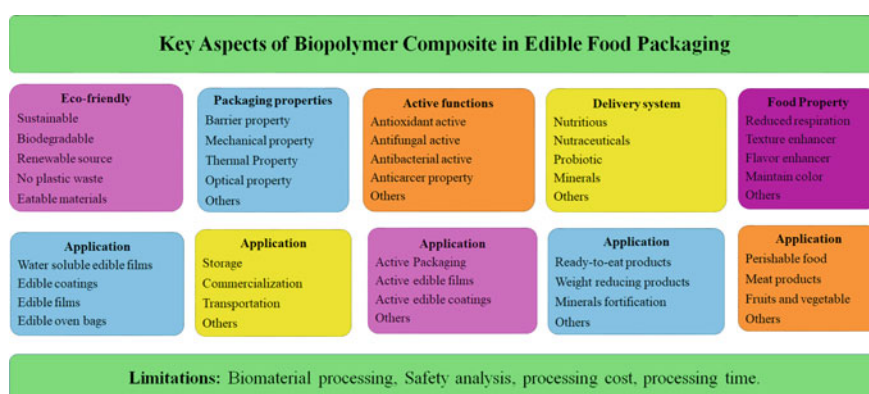 Key Aspects of Biopolymer Composite in Edible Food Packaging
Eco-friendly
Sustainable
Biodegradable
Renewable source
No plastic waste
Eatable materials
Packaging properties
Barrier property
Mechanical property
Thermal Property
Optical property
Others
Active functions
Antioxidant active
Antifungal active
Antibacterial active
Anticarcer property
Others
Delivery system
Nutritious
Nutraceuticals
Probiotic
Minerals
Others
Food Property
Reduced respiration
Texture enhancer
Flavor enhancer
Maintain color
Others
Application
Water soluble edible films
Edible coatings
Edible films
Edible oven bags
Application
Storage
Commercialization
Transportation
Others
Application
Active Packaging
Active edible films
Active edible coatings
Others
Application
Ready-to-eat products
Weight reducing products
Minerals fortification
Others
Application
Perishable food
Meat products
Fruits and vegetable
Others
Limitations: Biomaterial processing, Safety analysis, processing cost, processing time.